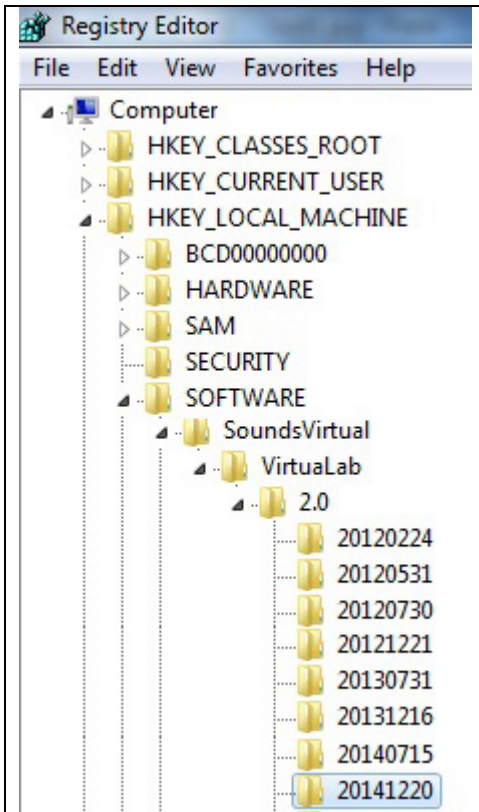 Registry Editor
File Edit View Favorites Help
Computer
HKEY_CLASSES_ROOT
HKEY_CURRENT_USER
HKEY_LOCAL_MACHINE
BCD00000000
HARDWARE
SAM
SECURITY
SOFTWARE
SoundsVirtual
VirtuaLab
2.0
20120224
20120531
20120730
20121221
20130731
20131216
20140715
20141220